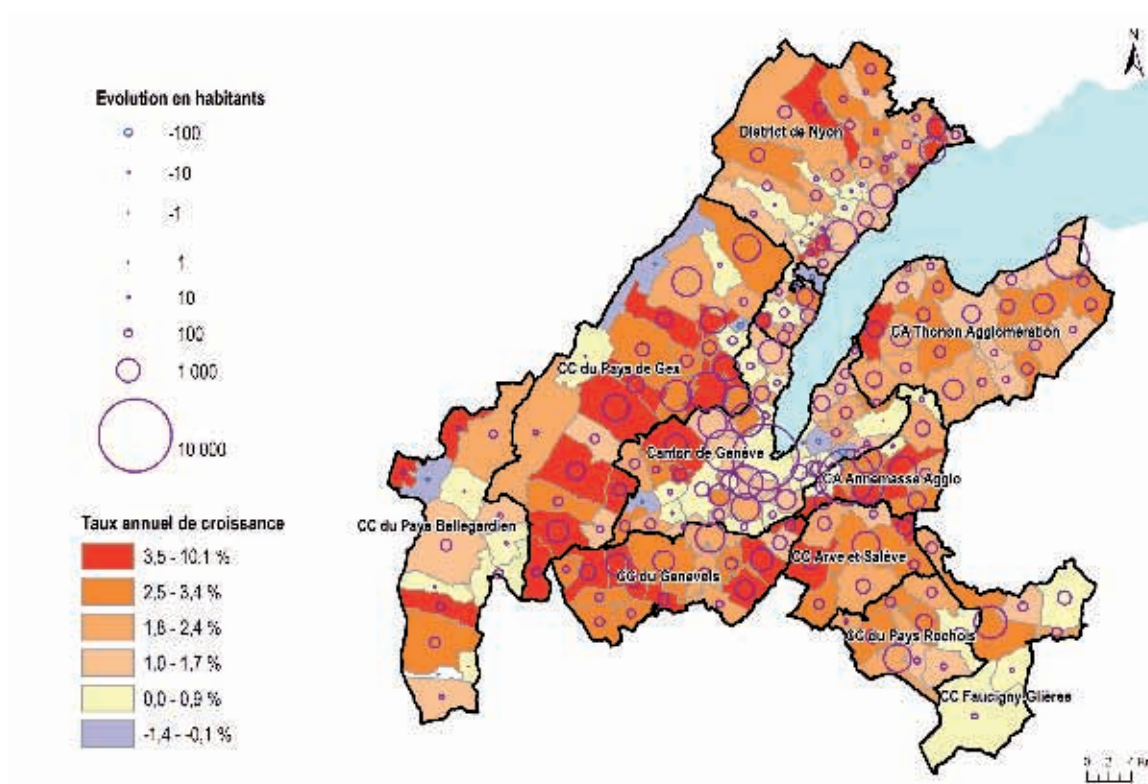 Evolution en habitants
-100
-10
-1
1
10
100
1 000
10 000
Taux annuel de croissance
3,5 - 10,1 %
2,5 - 3,4 %
1,8 - 2,4 %
1,0 - 1,7 %
0,0 - 0,9 %
-1,4 - -0,1 %
N
District de Nyon
CA Thonon Agglomération
CC du Pays de Gex
Canton de Genève
CA Annemasse Agglo
CC du Pays Bellegardien
CC Arve et Salève
CC du Genevois
CC du Pays Rochois
CC Faucigny-Glières
0 2